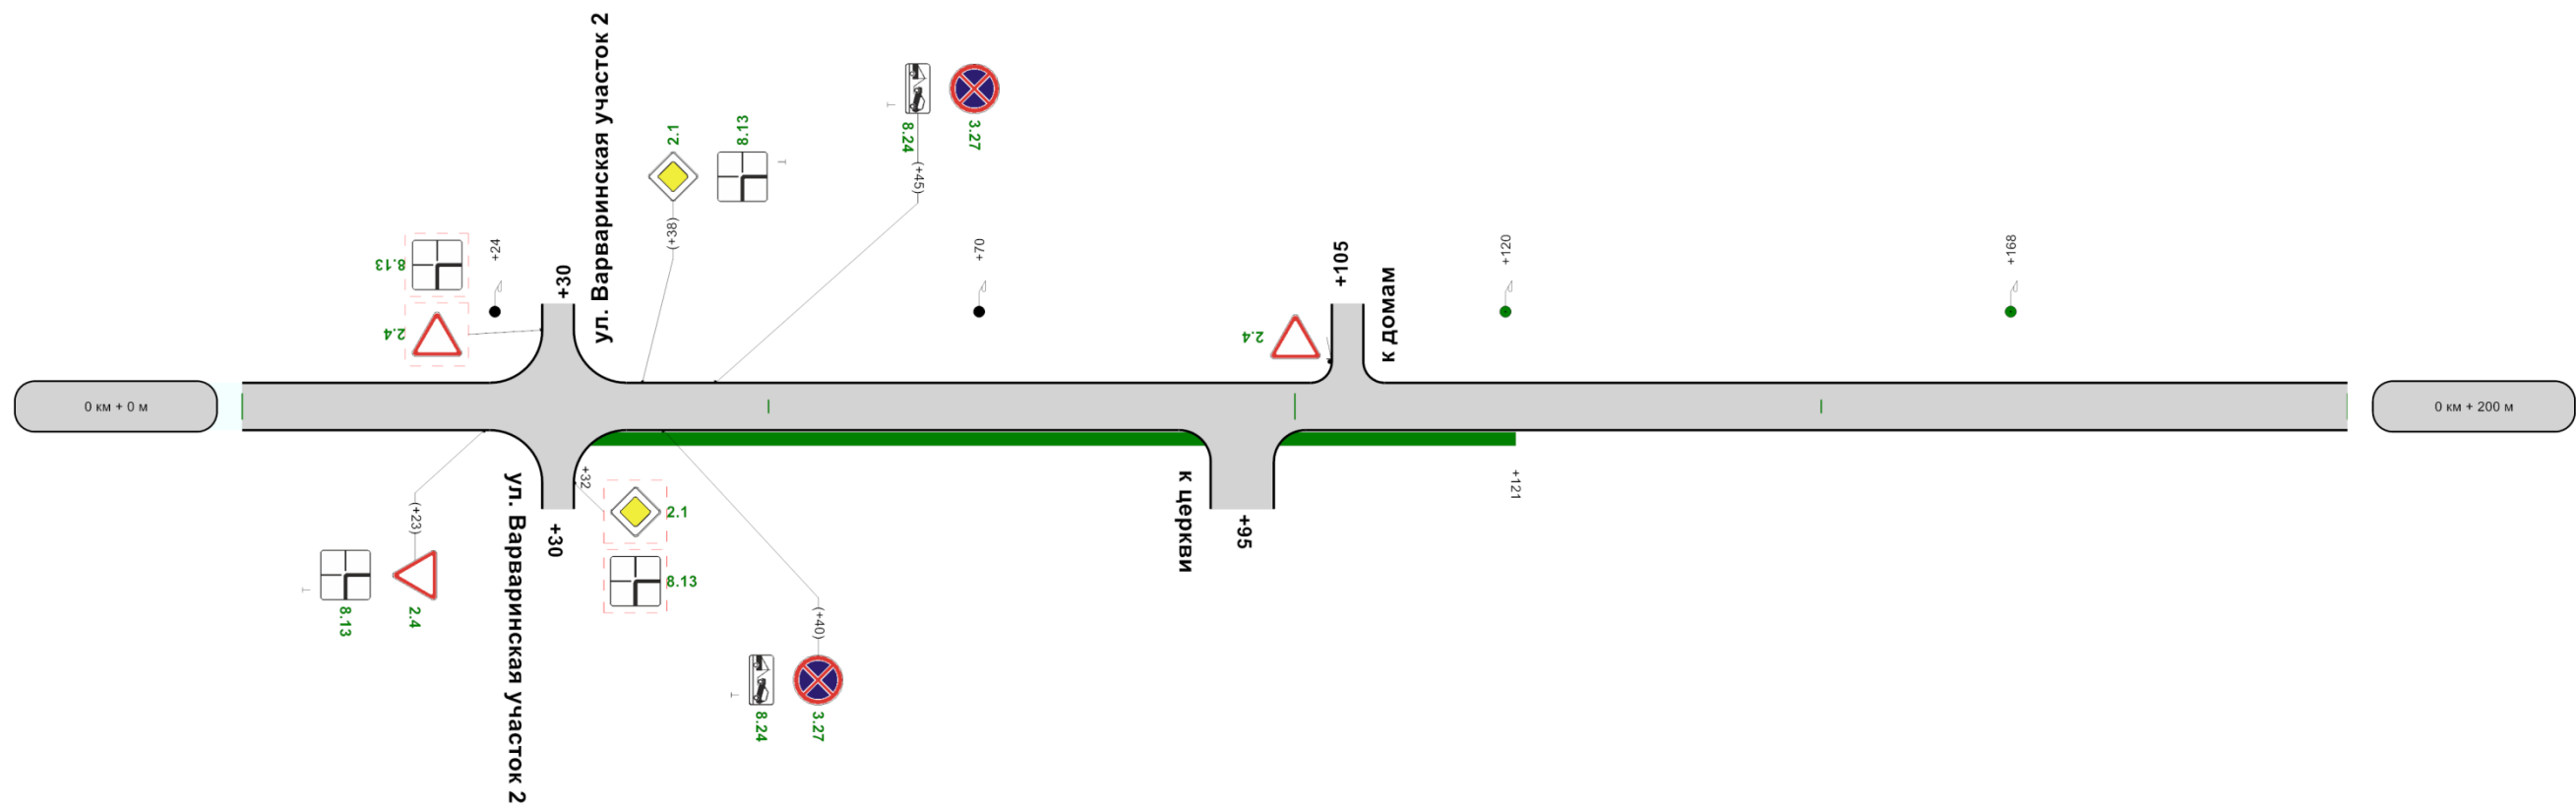 ул. Варваринская участок 2
+30
8.24
3.27
(+45)
2.1
8.13
(+38)
8.13
2.4
+24
+70
+105
к домам
2.4
+120
+168
0 км + 0 м
0 км + 200 м
(+23)
8.13
2.4
ул. Варваринская участок 2
+30
+32
2.1
8.13
(+40)
8.24
3.27
к церкви
+95
+121
T
T
T
T